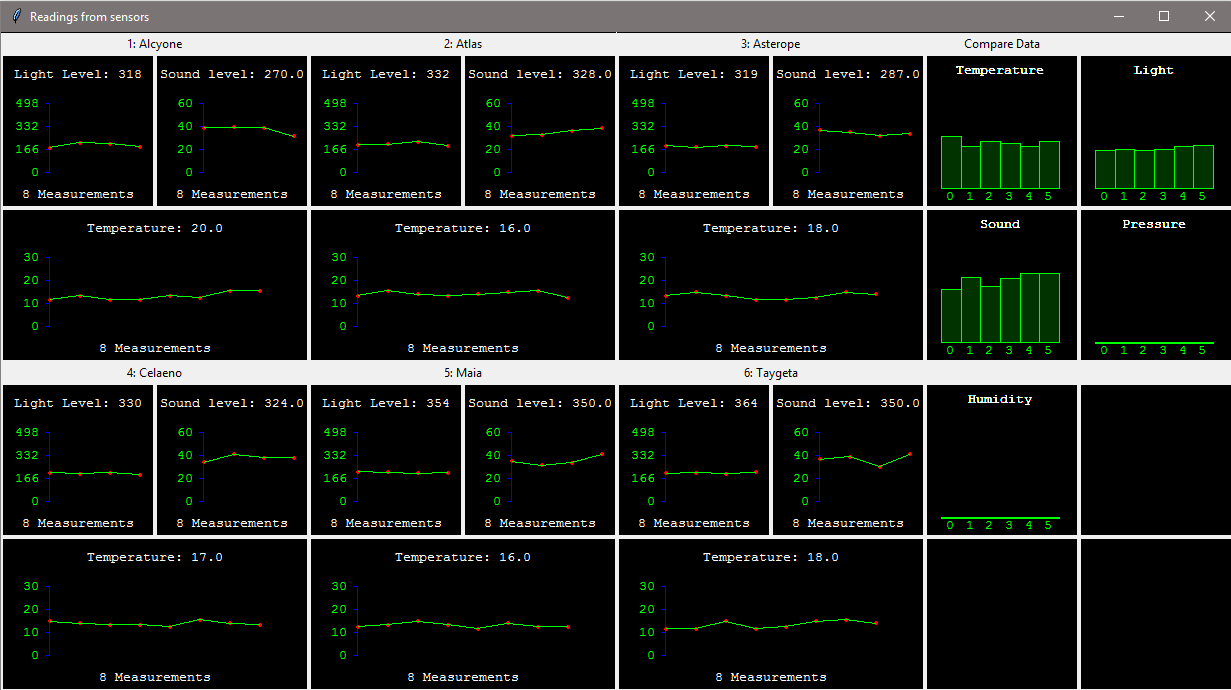 Readings from sensors
1: Alcyone
2: Atlas
3: Asterope
Compare Data
Light Level: 318
498
332
166
0
8 Measurements
Sound level: 270.0
60
40
20
0
8 Measurements
Light Level: 332
498
332
166
0
8 Measurements
Sound level: 328.0
60
40
20
0
8 Measurements
Light Level: 319
498
332
166
0
8 Measurements
Sound level: 287.0
60
40
20
0
8 Measurements
Temperature
0 1 2 3 4 5
Light
0 1 2 3 4 5
Temperature: 20.0
30
20
10
0
8 Measurements
Temperature: 16.0
30
20
10
0
8 Measurements
Temperature: 18.0
30
20
10
0
8 Measurements
Sound
0 1 2 3 4 5
Pressure
0 1 2 3 4 5
4: Celaeno
5: Maia
6: Taygeta
Light Level: 330
498
332
166
0
8 Measurements
Sound level: 324.0
60
40
20
0
8 Measurements
Light Level: 354
498
332
166
0
8 Measurements
Sound level: 350.0
60
40
20
0
8 Measurements
Light Level: 364
498
332
166
0
8 Measurements
Sound level: 350.0
60
40
20
0
8 Measurements
Humidity
0 1 2 3 4 5
Temperature: 17.0
30
20
10
0
8 Measurements
Temperature: 16.0
30
20
10
0
8 Measurements
Temperature: 18.0
30
20
10
0
8 Measurements